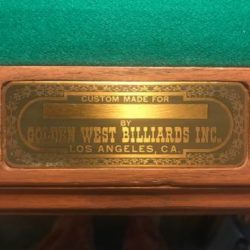 CUSTOM MADE FOR
BY
GOLDEN WEST BILLIARDS INC.
LOS ANGELES, CA.